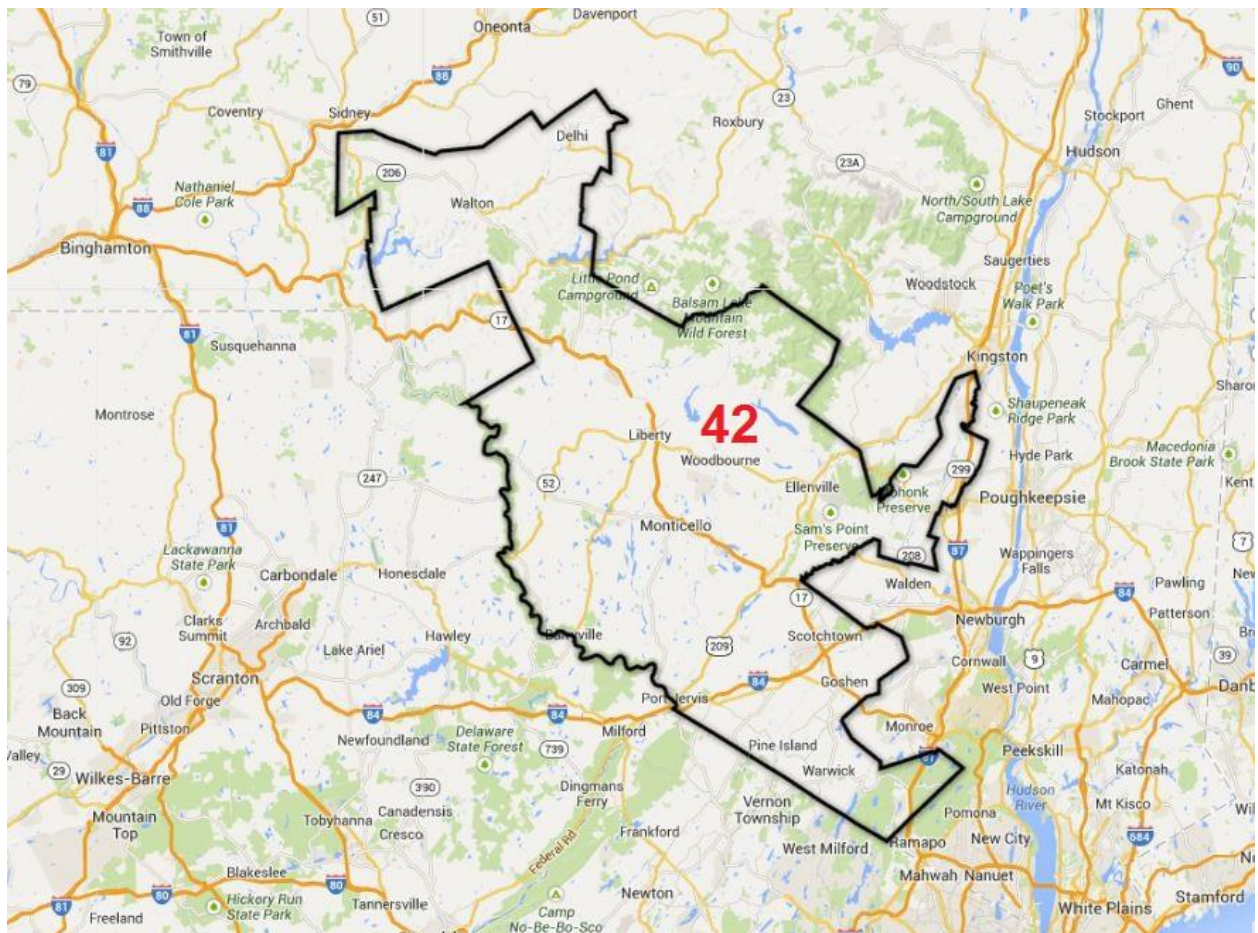 51
Davenport
Oneonta
Town of
Smithville
88
90
79
23
Ghent
Coventry
Sidney
Roxbury
Stockport
Delhi
81
23A
Hudson
206
Nathaniel
Cole Park
Walton
North/South Lake
Campground
88
Binghamton
Saugerties
Little Pond
Campground
Woodstock
Poet's
Walk Park
Balsam Lake
Mountain
Wild Forest
17
81
Susquehanna
Kingston
Sharon
Montrose
42
Shaupeneak
Ridge Park
Liberty
Woodbourne
Macedonia
Brook State Park
Hyde Park
299
247
52
Ellenville
Preserve
Poughkeepsie
Kent
81
Monticello
Sam's Point
Preserve
7
Lackawanna
State Park
208
87
Wappingers
Falls
Carbondale
Honesdale
Walden
Pawling
17
84
Clarks
Summit
Archbald
Newburgh
Patterson
92
Hawley
Scotchtown
Lake Ariel
209
Cornwall
9
39
Scranton
Goshen
84
West Point
Carmel
309
Old Forge
Port Jervis
Mahopac
Danb
Back
Mountain
Pittston
84
84
Milford
Monroe
Newfoundland
Delaware
State Forest
739
Pine Island
Peekskill
Valley
29
87
Warwick
Katonah
Wilkes-Barre
390
Dingmans
Ferry
Hudson
River
Canadensis
Vernon
Township
Mt Kisco
Mountain
Top
Tobyhanna
Cresco
Frankford
Pomona
New City
684
Federal Rd
West Milford
Ramapo
Blakeslee
80
Mahwah
Nanuet
80
Hickory Run
State Park
Tannersville
Newton
Stamford
81
Freeland
Camp
No-Be-Bo-Sco
White Plains